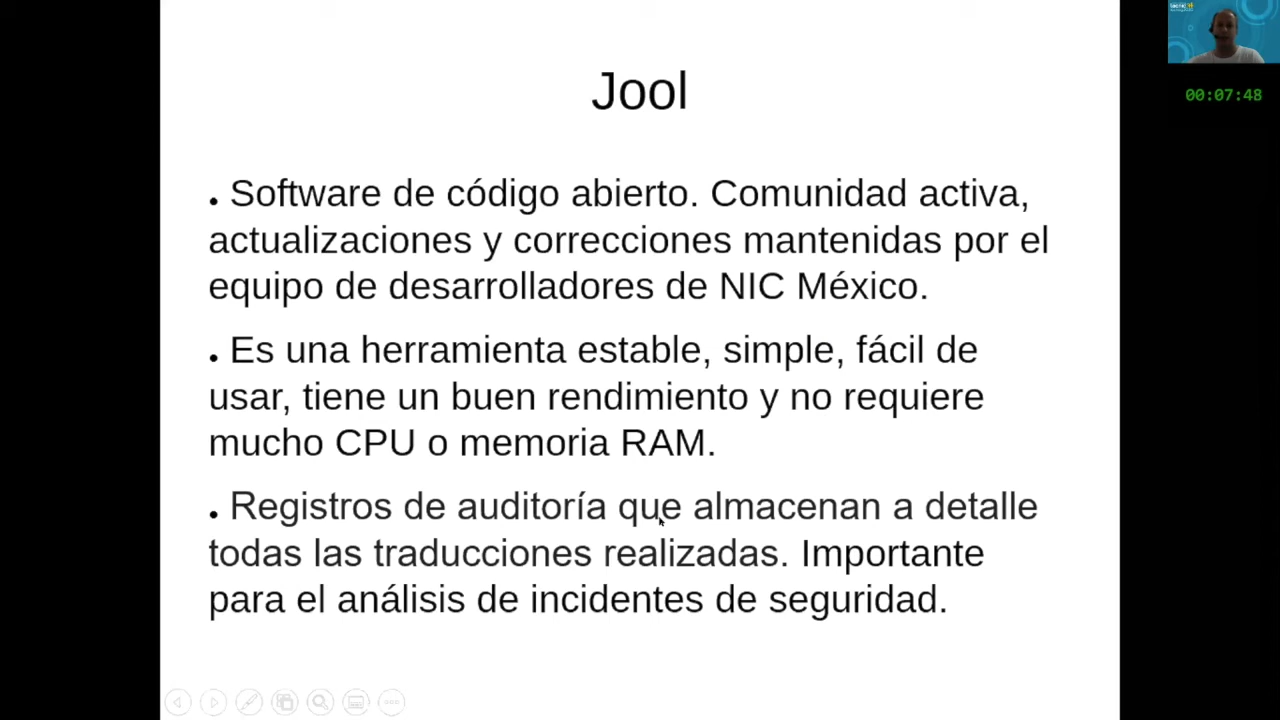 Jool
00:07:48
. Software de código abierto. Comunidad activa,
actualizaciones y correcciones mantenidas por el
equipo de desarrolladores de NIC México.
. Es una herramienta estable, simple, fácil de
usar, tiene un buen rendimiento y no requiere
mucho CPU o memoria RAM.
. Registros de auditoría que almacenan a detalle
todas las traducciones realizadas. Importante
para el análisis de incidentes de seguridad.